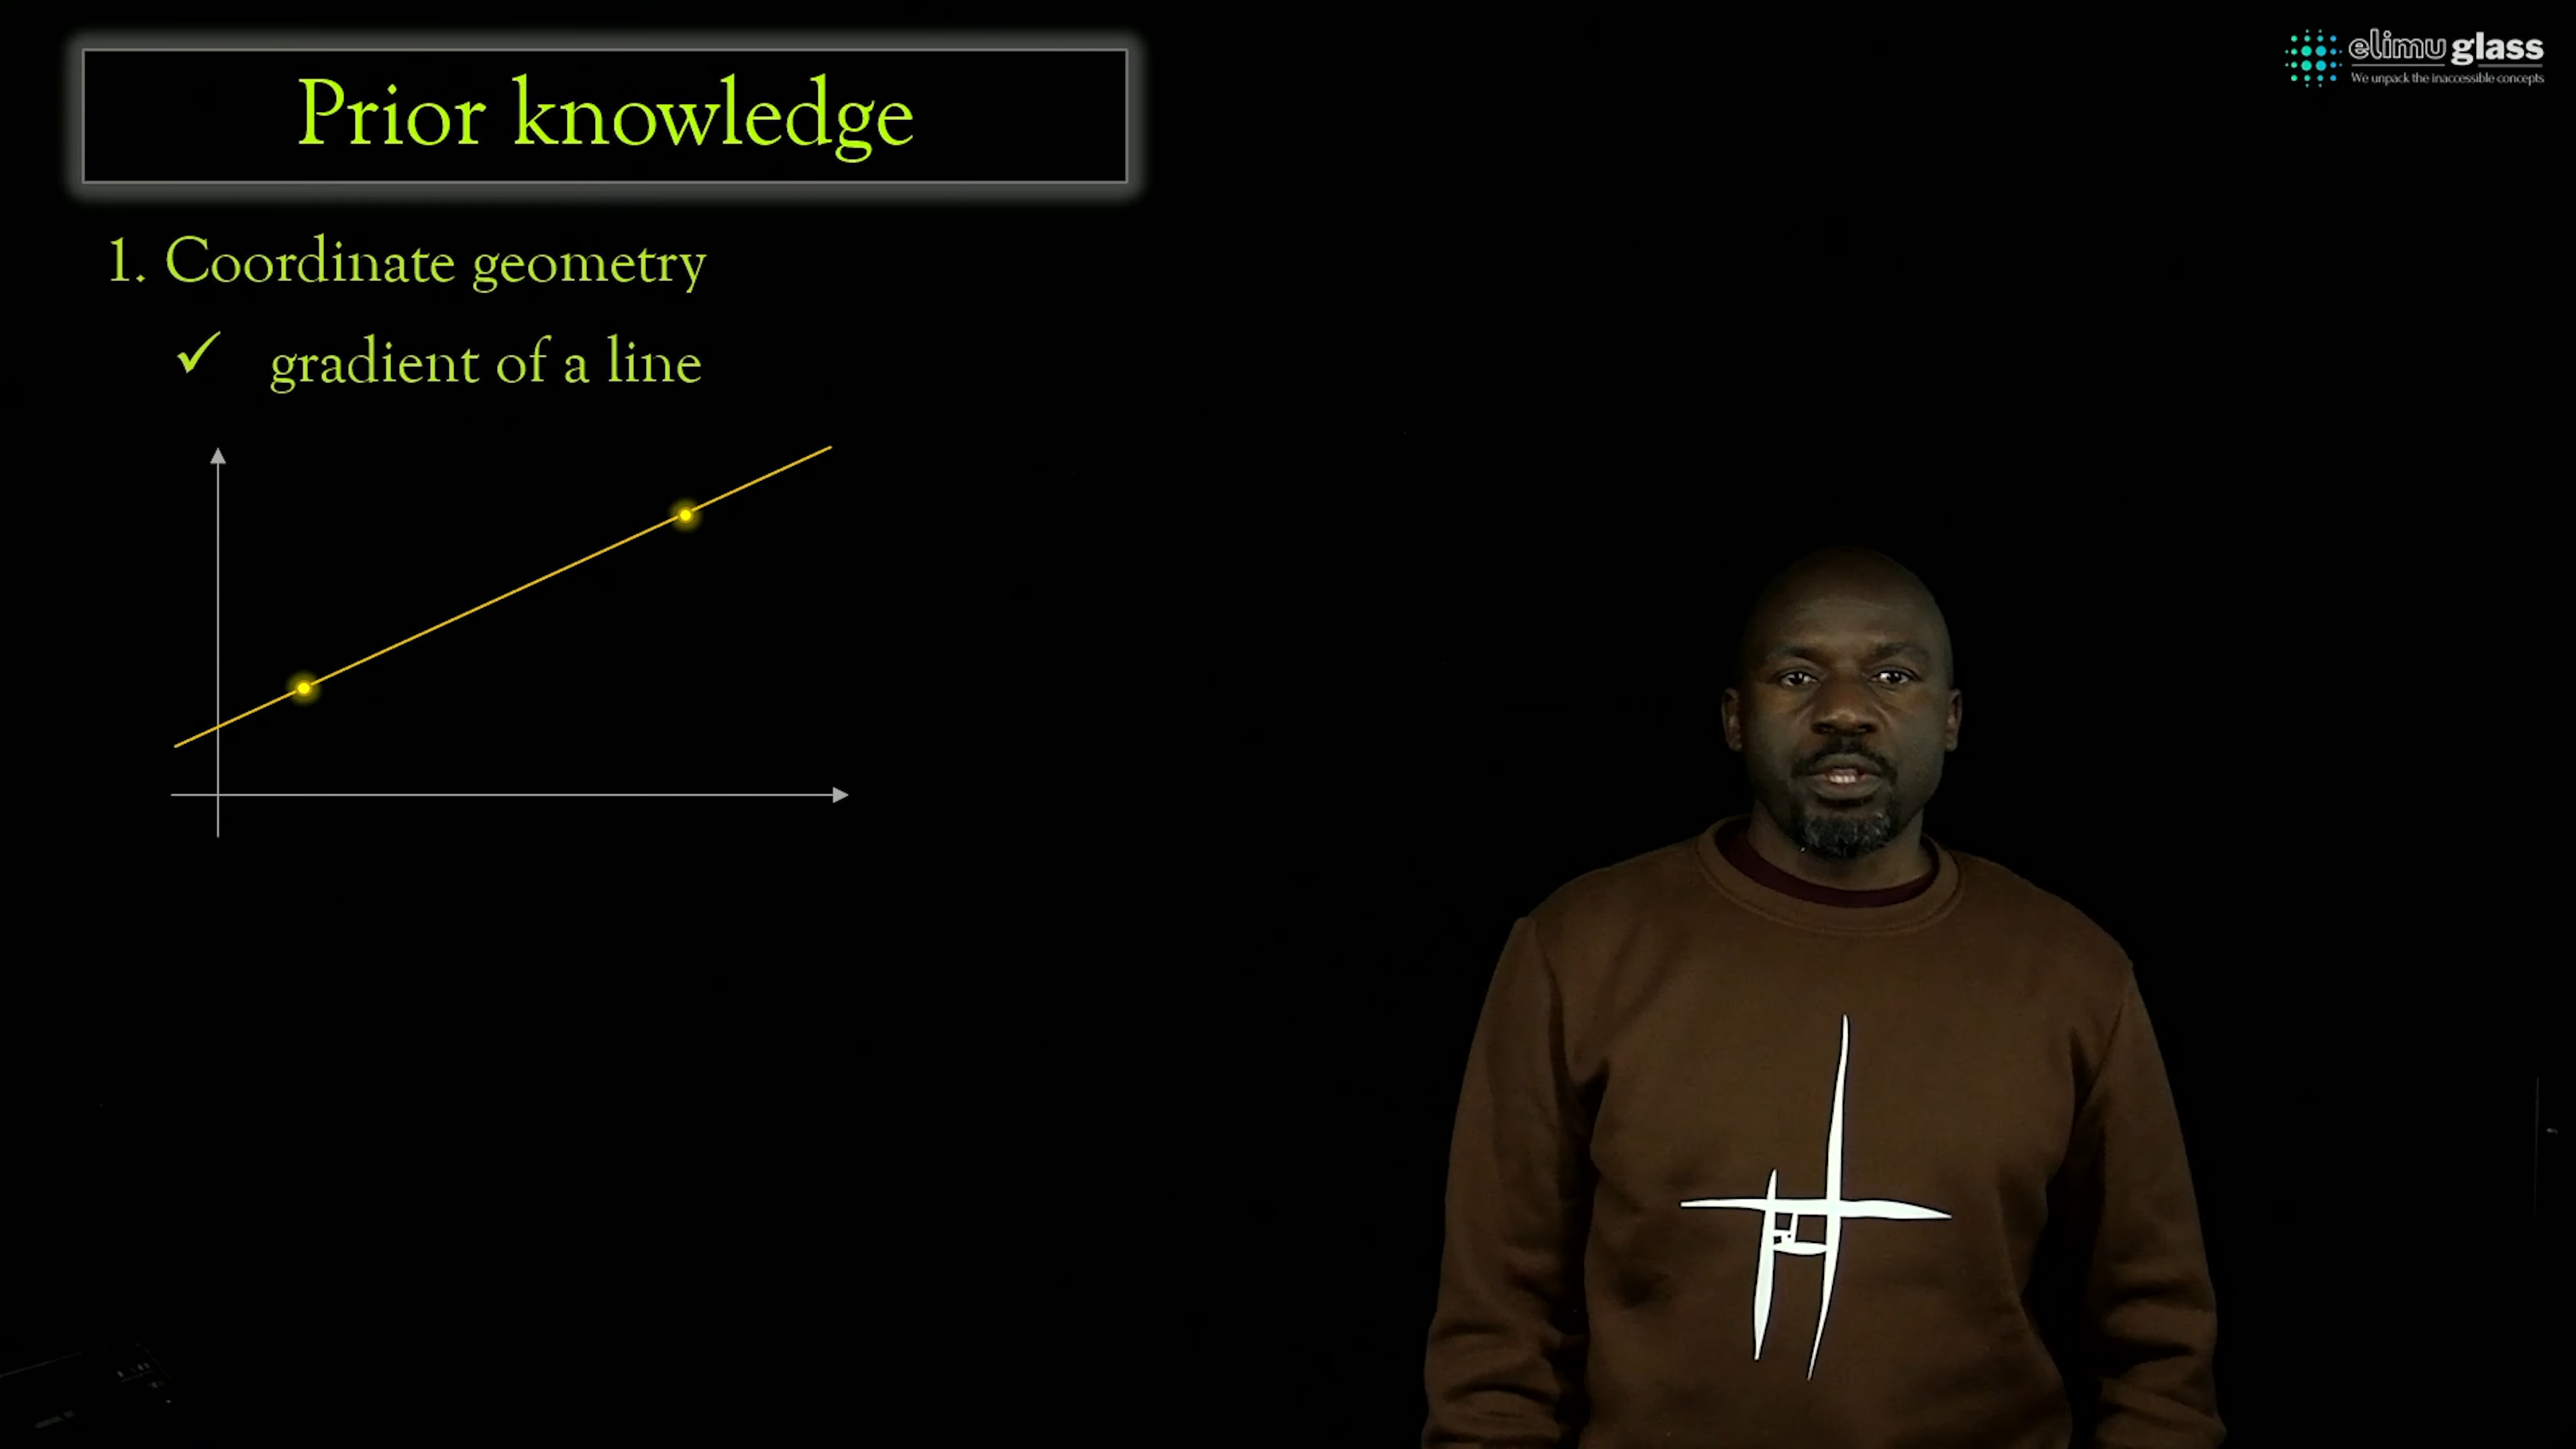 Prior knowledge
elimu glass
We unpack the inaccessible concepts
1. Coordinate geometry
✓ gradient of a line